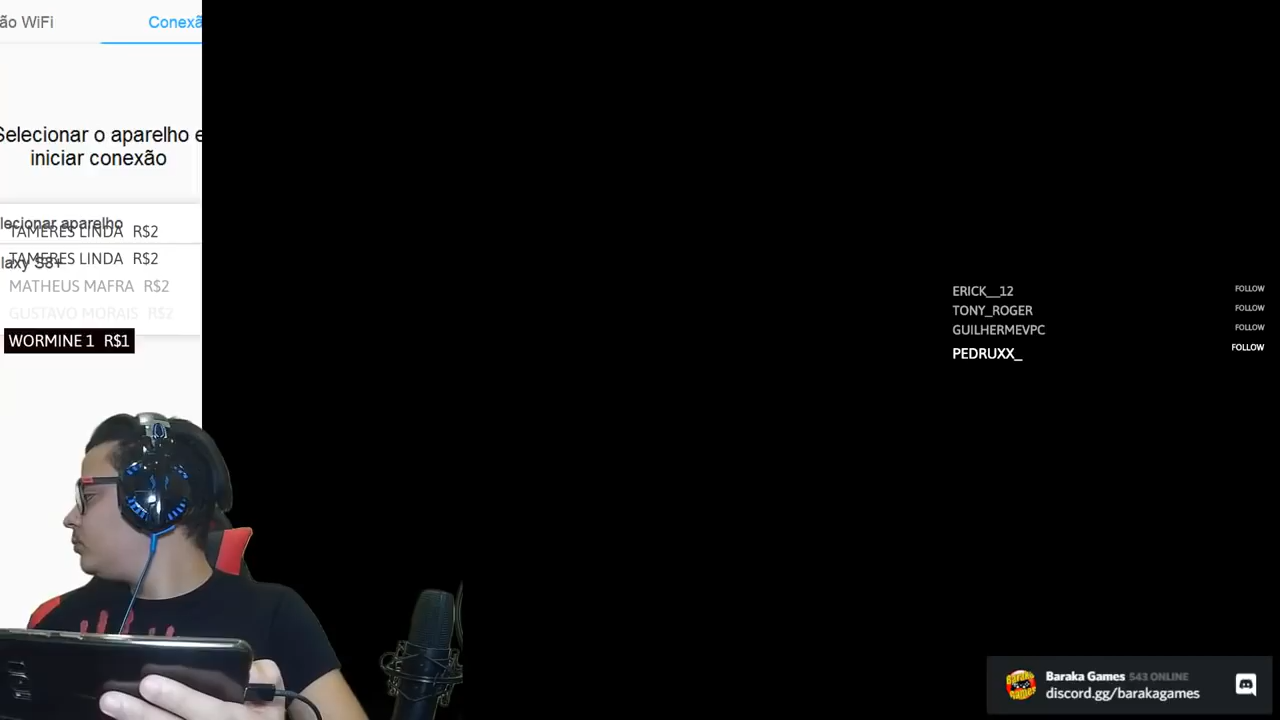 ão WiFi
Conexã
Selecionar o aparelho e
iniciar conexão
lecionar aparelho
TAMERES LINDA R$2
laxy S8+
TAMERES LINDA R$2
MATHEUS MAFRA R$2
GUSTAVO MORAIS R$2
WORMINE 1 R$1
ERICK__12 FOLLOW
TONY_ROGER FOLLOW
GUILHERMEVPC FOLLOW
PEDRUXX_ FOLLOW
Baraka Games 543 ONLINE
discord.gg/barakagames